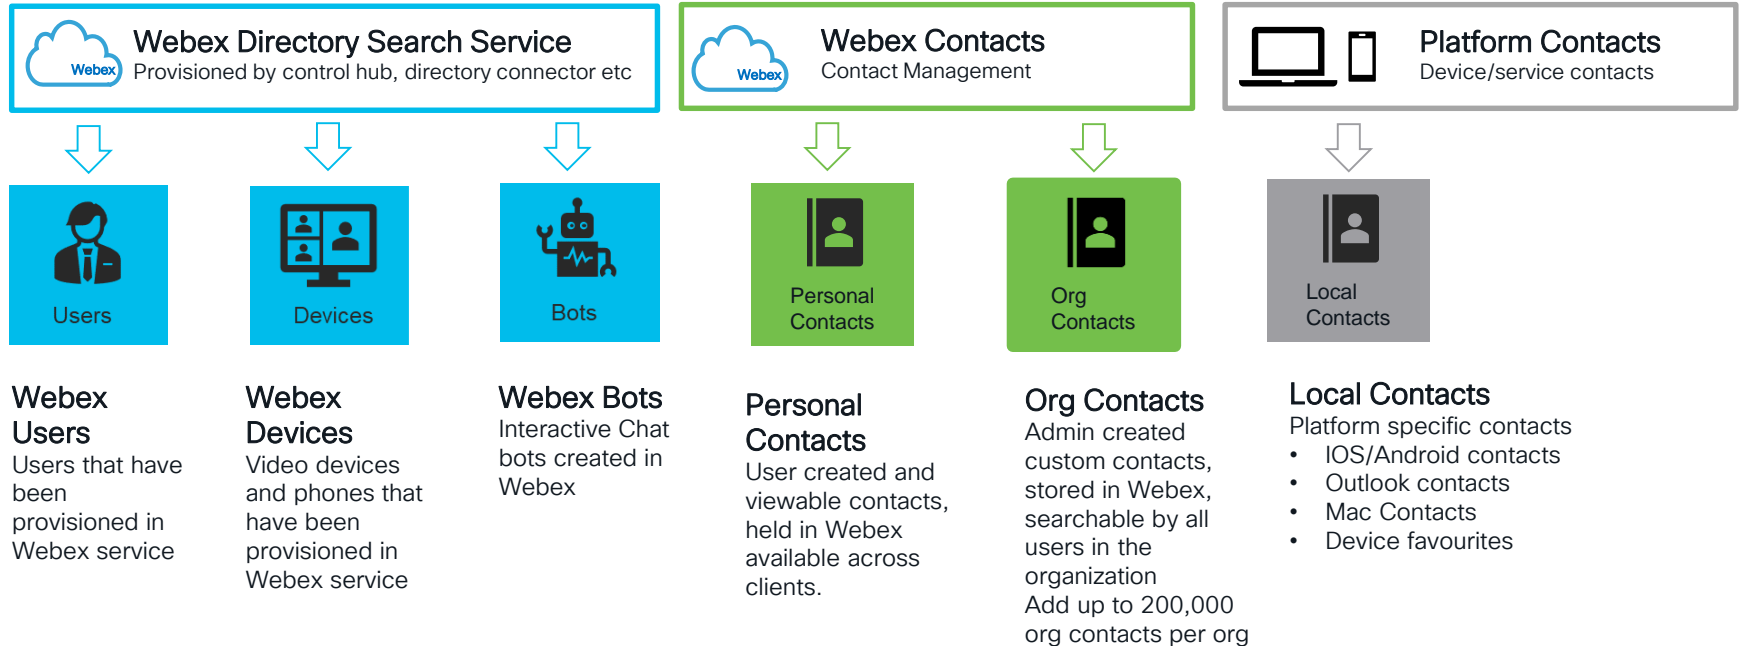 Webex
Webex Directory Search Service
Provisioned by control hub, directory connector etc
Webex
Webex Contacts
Contact Management
Platform Contacts
Device/service contacts
Users
Devices
Bots
Personal
Contacts
Org
Contacts
Local
Contacts
Webex
Users
Users that have
been
provisioned in
Webex service
Webex
Devices
Video devices
and phones that
have been
provisioned in
Webex service
Webex Bots
Interactive Chat
bots created in
Webex
Personal
Contacts
User created and
viewable contacts,
held in Webex
available across
clients.
Org Contacts
Admin created
custom contacts,
stored in Webex,
searchable by all
users in the
organization
Add up to 200,000
org contacts per org
Local Contacts
Platform specific contacts
• IOS/Android contacts
• Outlook contacts
• Mac Contacts
• Device favourites